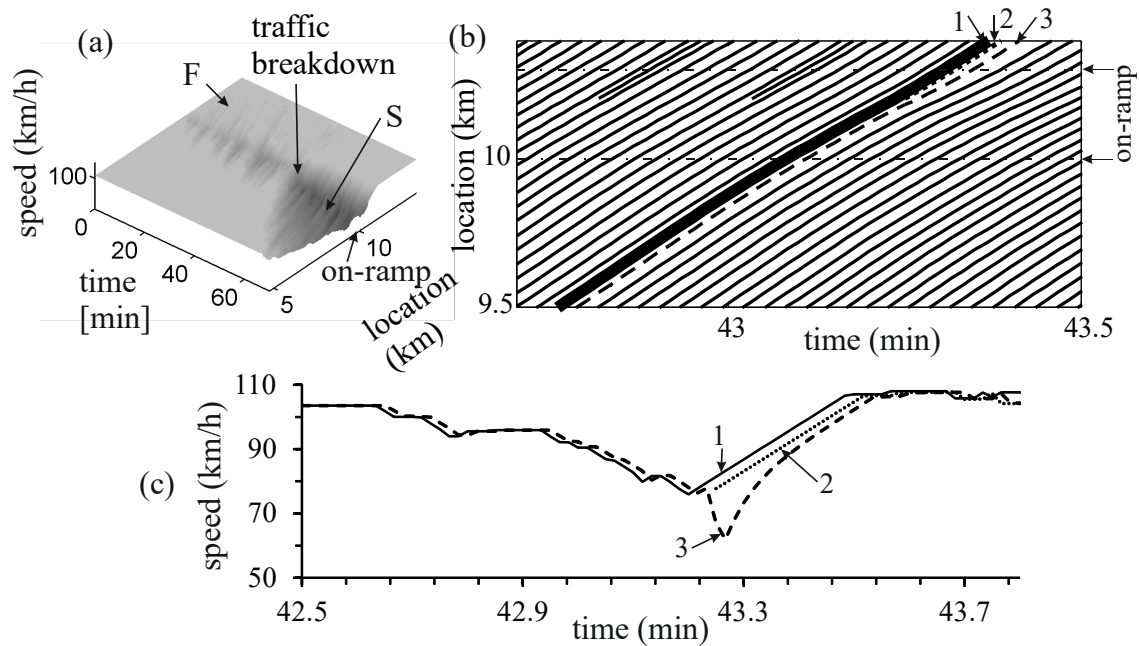 (a)
traffic
breakdown
F
S
speed (km/h)
100
0
20
40
60
time
[min]
5
10
on-ramp
location
(km)
(b)
1 2 3
location (km)
10
9.5
on-ramp
43
43.5
time (min)
(c)
speed (km/h)
110
90
70
50
1
2
3
42.5
42.9
43.3
43.7
time (min)